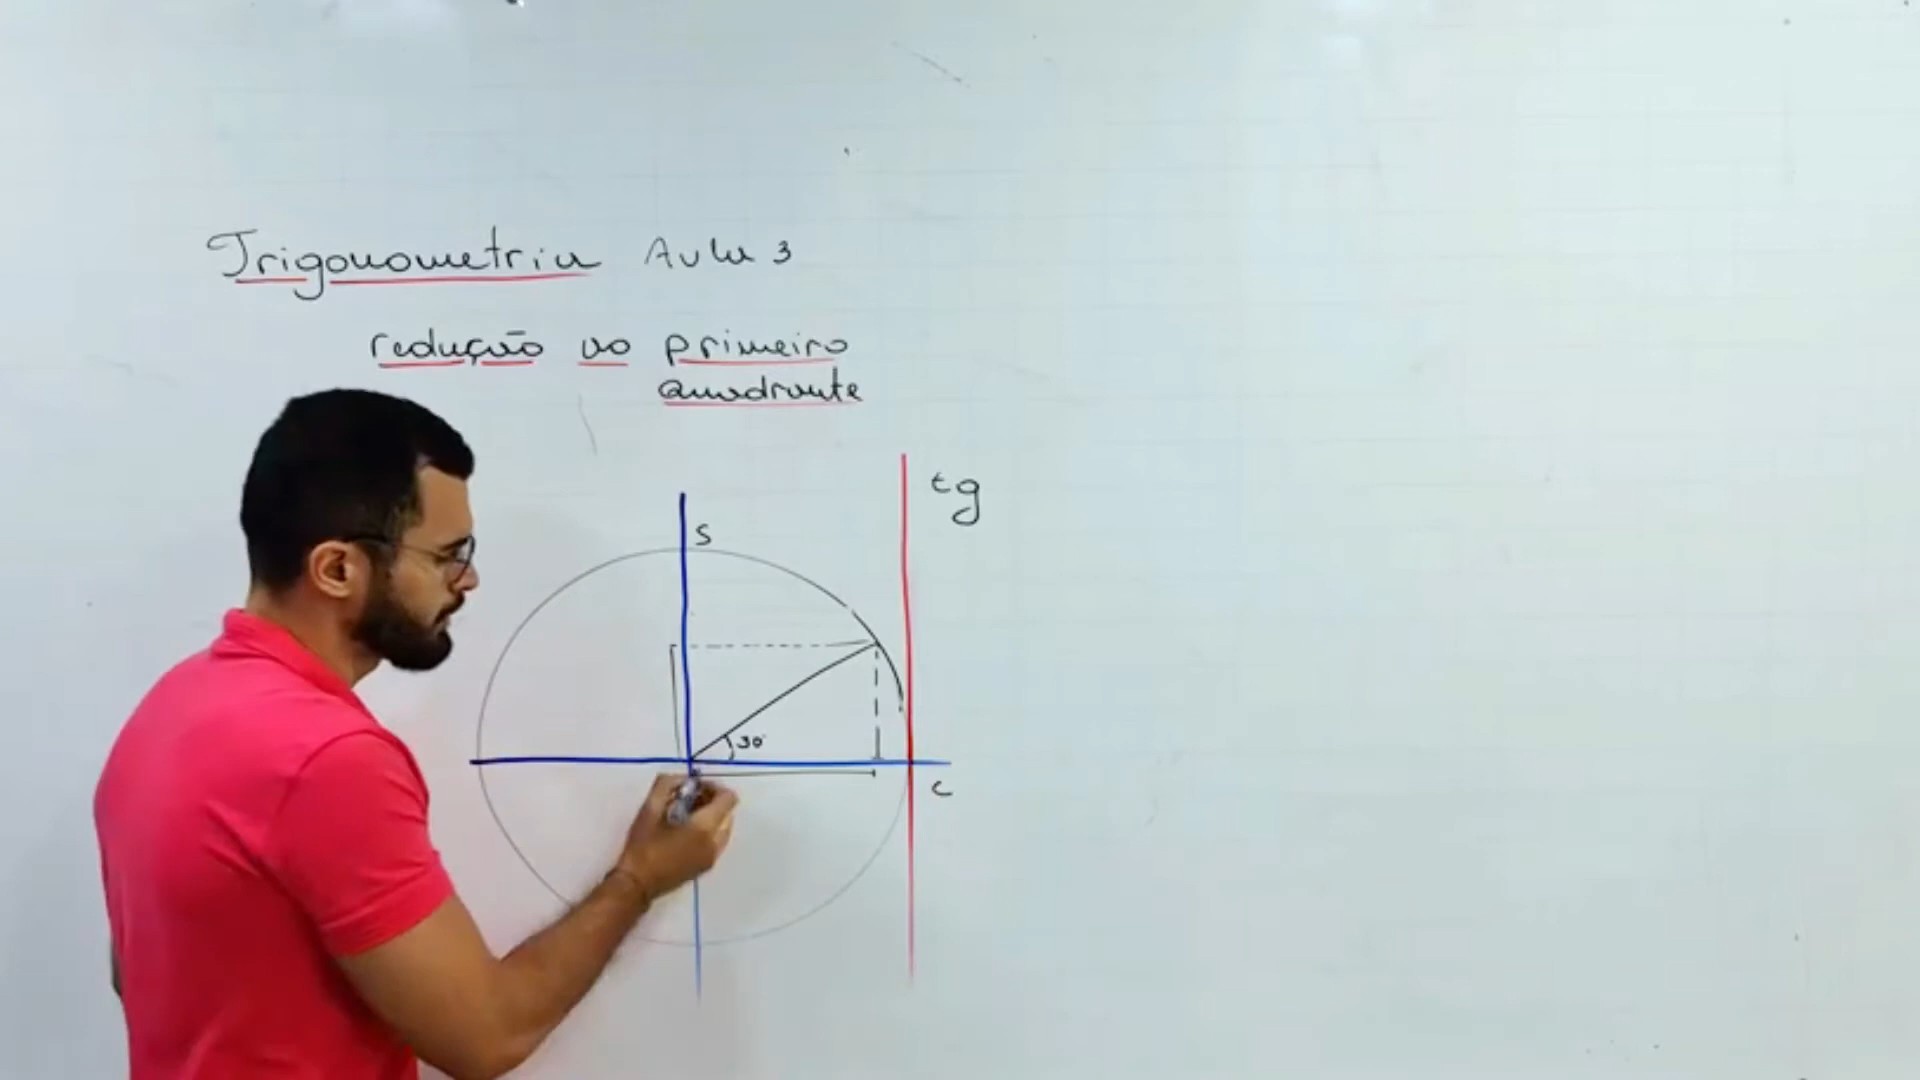 Trigonometria Aula 3
redução ao primeiro
quadrante
tg
S
30°
C